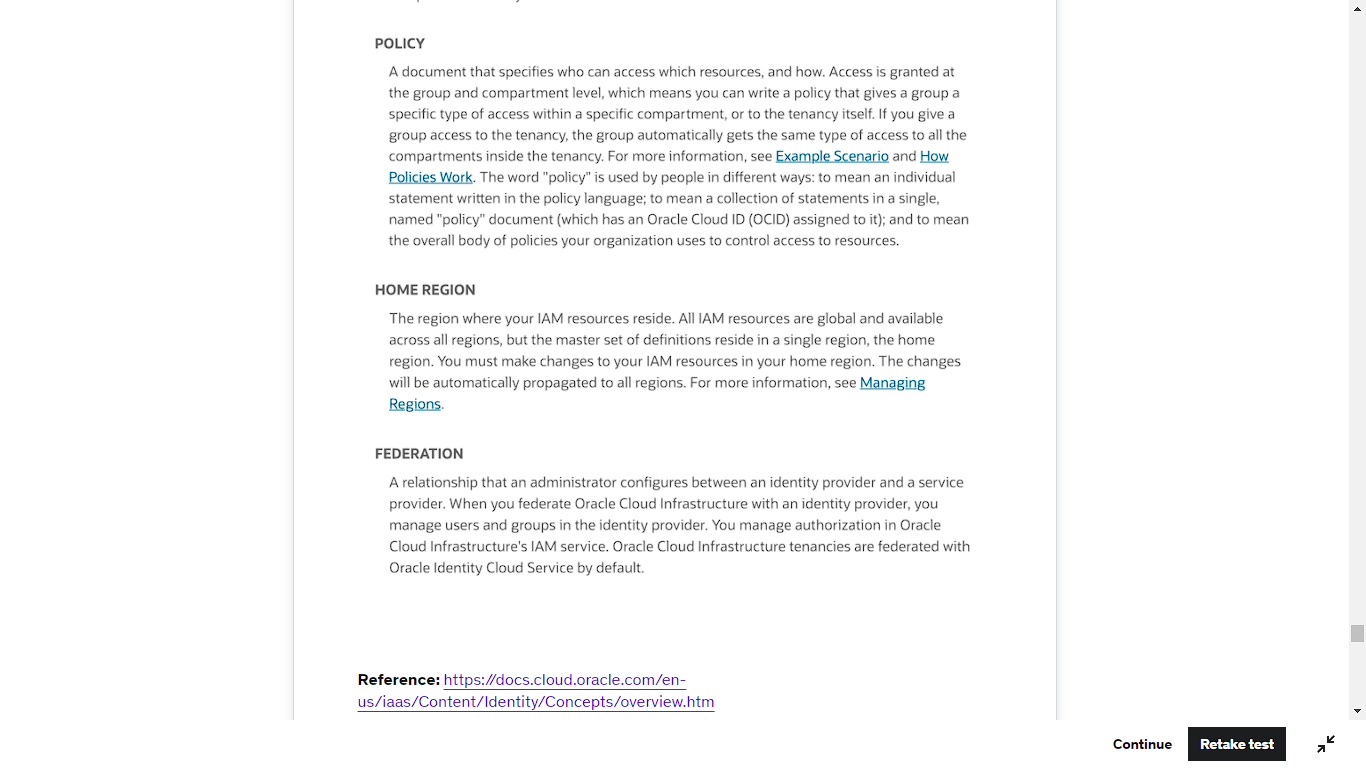 POLICY
A document that specifies who can access which resources, and how. Access is granted at
the group and compartment level, which means you can write a policy that gives a group a
specific type of access within a specific compartment, or to the tenancy itself. If you give a
group access to the tenancy, the group automatically gets the same type of access to all the
compartments inside the tenancy. For more information, see Example Scenario and How
Policies Work. The word "policy" is used by people in different ways: to mean an individual
statement written in the policy language; to mean a collection of statements in a single,
named "policy" document (which has an Oracle Cloud ID (OCID) assigned to it); and to mean
the overall body of policies your organization uses to control access to resources.
HOME REGION
The region where your IAM resources reside. All IAM resources are global and available
across all regions, but the master set of definitions reside in a single region, the home
region. You must make changes to your IAM resources in your home region. The changes
will be automatically propagated to all regions. For more information, see Managing
Regions.
FEDERATION
A relationship that an administrator configures between an identity provider and a service
provider. When you federate Oracle Cloud Infrastructure with an identity provider, you
manage users and groups in the identity provider. You manage authorization in Oracle
Cloud Infrastructure's IAM service. Oracle Cloud Infrastructure tenancies are federated with
Oracle Identity Cloud Service by default.
Reference: https://docs.cloud.oracle.com/en-
us/iaas/Content/Identity/Concepts/overview.htm
Continue Retake test